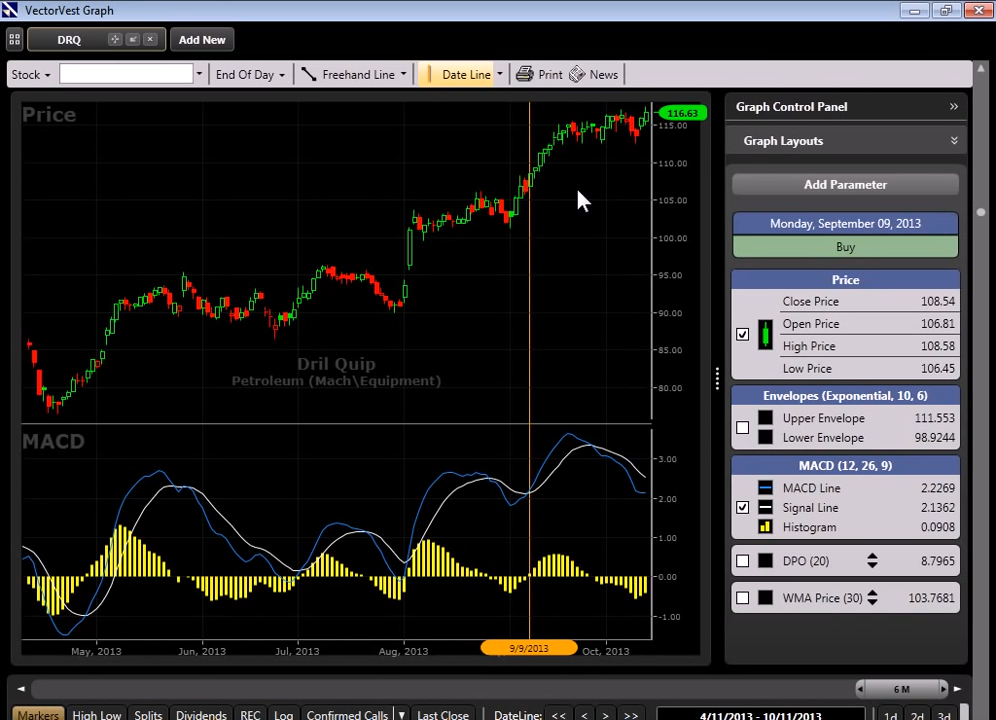 VectorVest Graph
DRQ Add New
Stock End Of Day Freehand Line Date Line Print News
Price
116.63
115.00
110.00
105.00
100.00
95.00
90.00
85.00
80.00
Dril Quip
Petroleum (Mach\Equipment)
MACD
3.00
2.00
1.00
0.00
-1.00
May, 2013 Jun, 2013 Jul, 2013 Aug, 2013 9/9/2013 Oct, 2013
Graph Control Panel
Graph Layouts
Add Parameter
Monday, September 09, 2013
Buy
Price
Close Price 108.54
Open Price 106.81
High Price 108.58
Low Price 106.45
Envelopes (Exponential, 10, 6)
Upper Envelope 111.553
Lower Envelope 98.9244
MACD (12, 26, 9)
MACD Line 2.2269
Signal Line 2.1362
Histogram 0.0908
DPO (20) 8.7965
WMA Price (30) 103.7681
6 M
Markers High Low Splits Dividends REC Log Confirmed Calls Last Close DateLine: << < > >> 4/11/2013 - 10/11/2013 1d 2d 3d